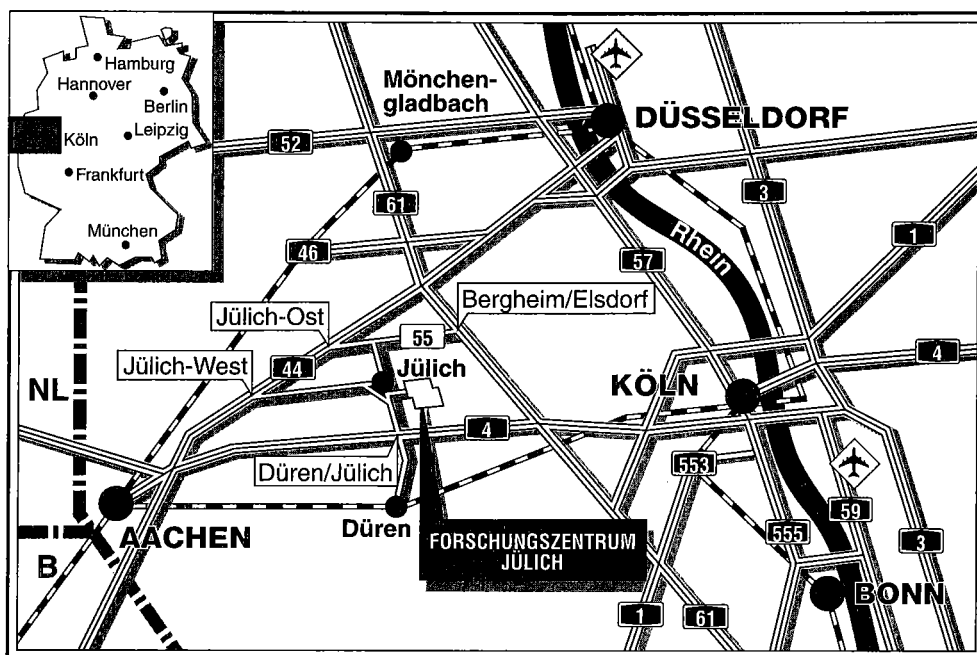 Hamburg
Hannover
Berlin
Köln
Leipzig
Frankfurt
München
Mönchen-
gladbach
DÜSSELDORF
52
61
3
1
46
57
Rhein
Bergheim/Elsdorf
Jülich-Ost
55
Jülich-West
44
Jülich
4
NL
KÖLN
4
Düren/Jülich
553
AACHEN
Düren
59
B
FORSCHUNGSZENTRUM
JÜLICH
555
3
BONN
1
61